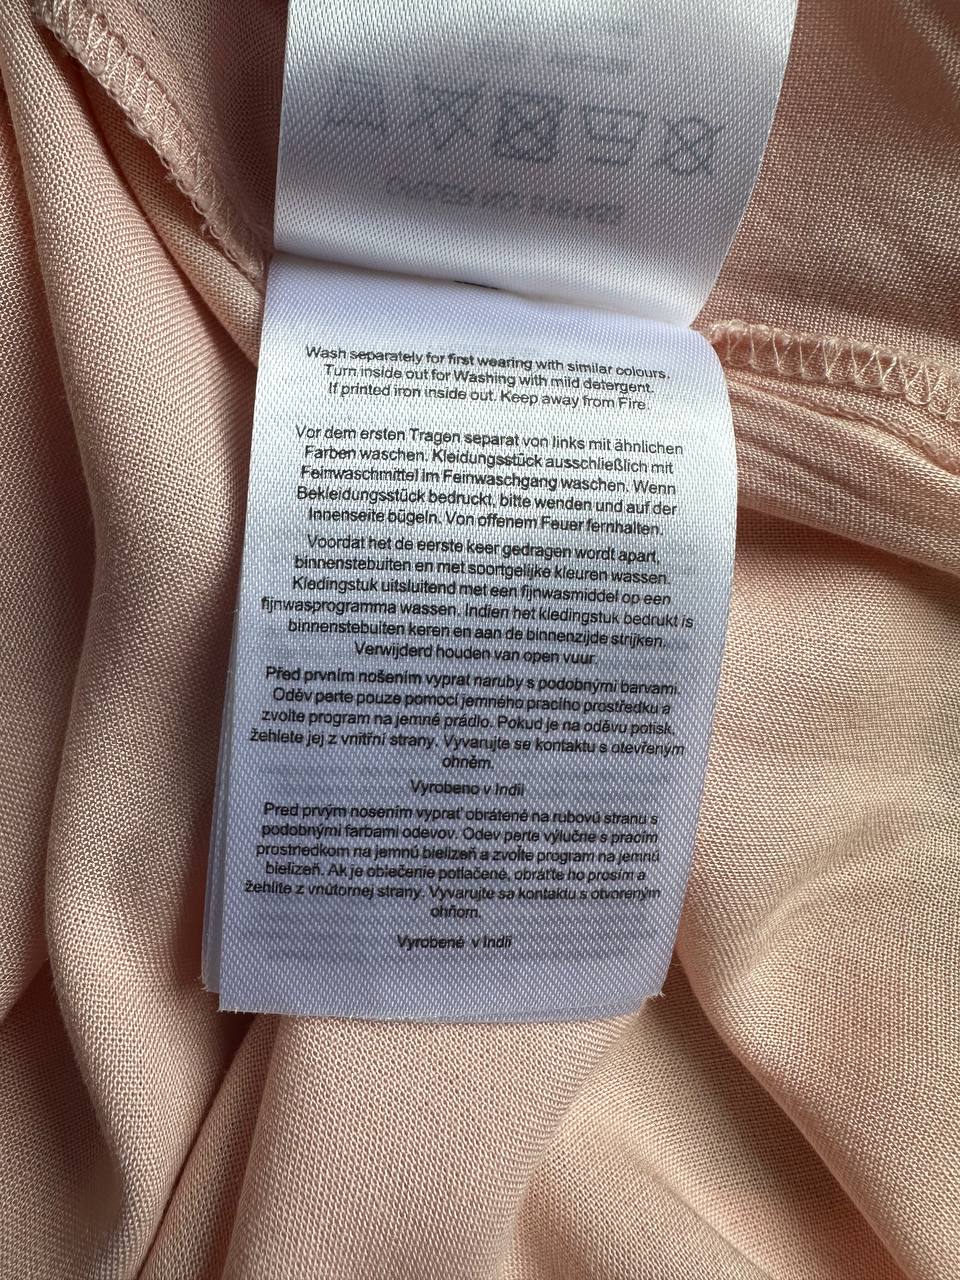 Wash separately for first wearing with similar colours.
Turn inside out for Washing with mild detergent.
If printed iron inside out. Keep away from Fire.
Vor dem ersten Tragen separat von links mit ähnlichen
Farben waschen. Kleidungsstück ausschließlich mit
Feinwaschmittel im Feinwaschgang waschen. Wenn
Bekleidungsstück bedruckt, bitte wenden und auf der
Innenseite bügeln. Von offenem Feuer fernhalten.
Voordat het de eerste keer gedragen wordt apart,
binnenstebuiten en met soortgelijke kleuren wassen.
Kledingstuk uitsluitend met een fijnwasmiddel op een
fijnwasprogramma wassen. Indien het kledingstuk bedrukt is
binnenstebuiten keren en aan de binnenzijde strijken.
Verwijderd houden van open vuur.
Před prvním nošením vyprat naruby s podobnými barvami.
Oděv perte pouze pomocí jemného pracího prostředku a
zvolte program na jemné prádlo. Pokud je na oděvu potisk,
žehlete jej z vnitřní strany. Vyvarujte se kontaktu s otevřeným
ohněm.
Vyrobeno v Indii
Pred prvým nosením vyprať obrátené na rubovú stranu s
podobnými farbami odevov. Odev perte výlučne s pracím
prostriedkom na jemnú bielizeň a zvoľte program na jemnú
bielizeň. Ak je oblečenie potlačené, obráťte ho prosím a
žehlite z vnútornej strany. Vyvarujte sa kontaktu s otvoreným
ohňom.
Vyrobené v Indii